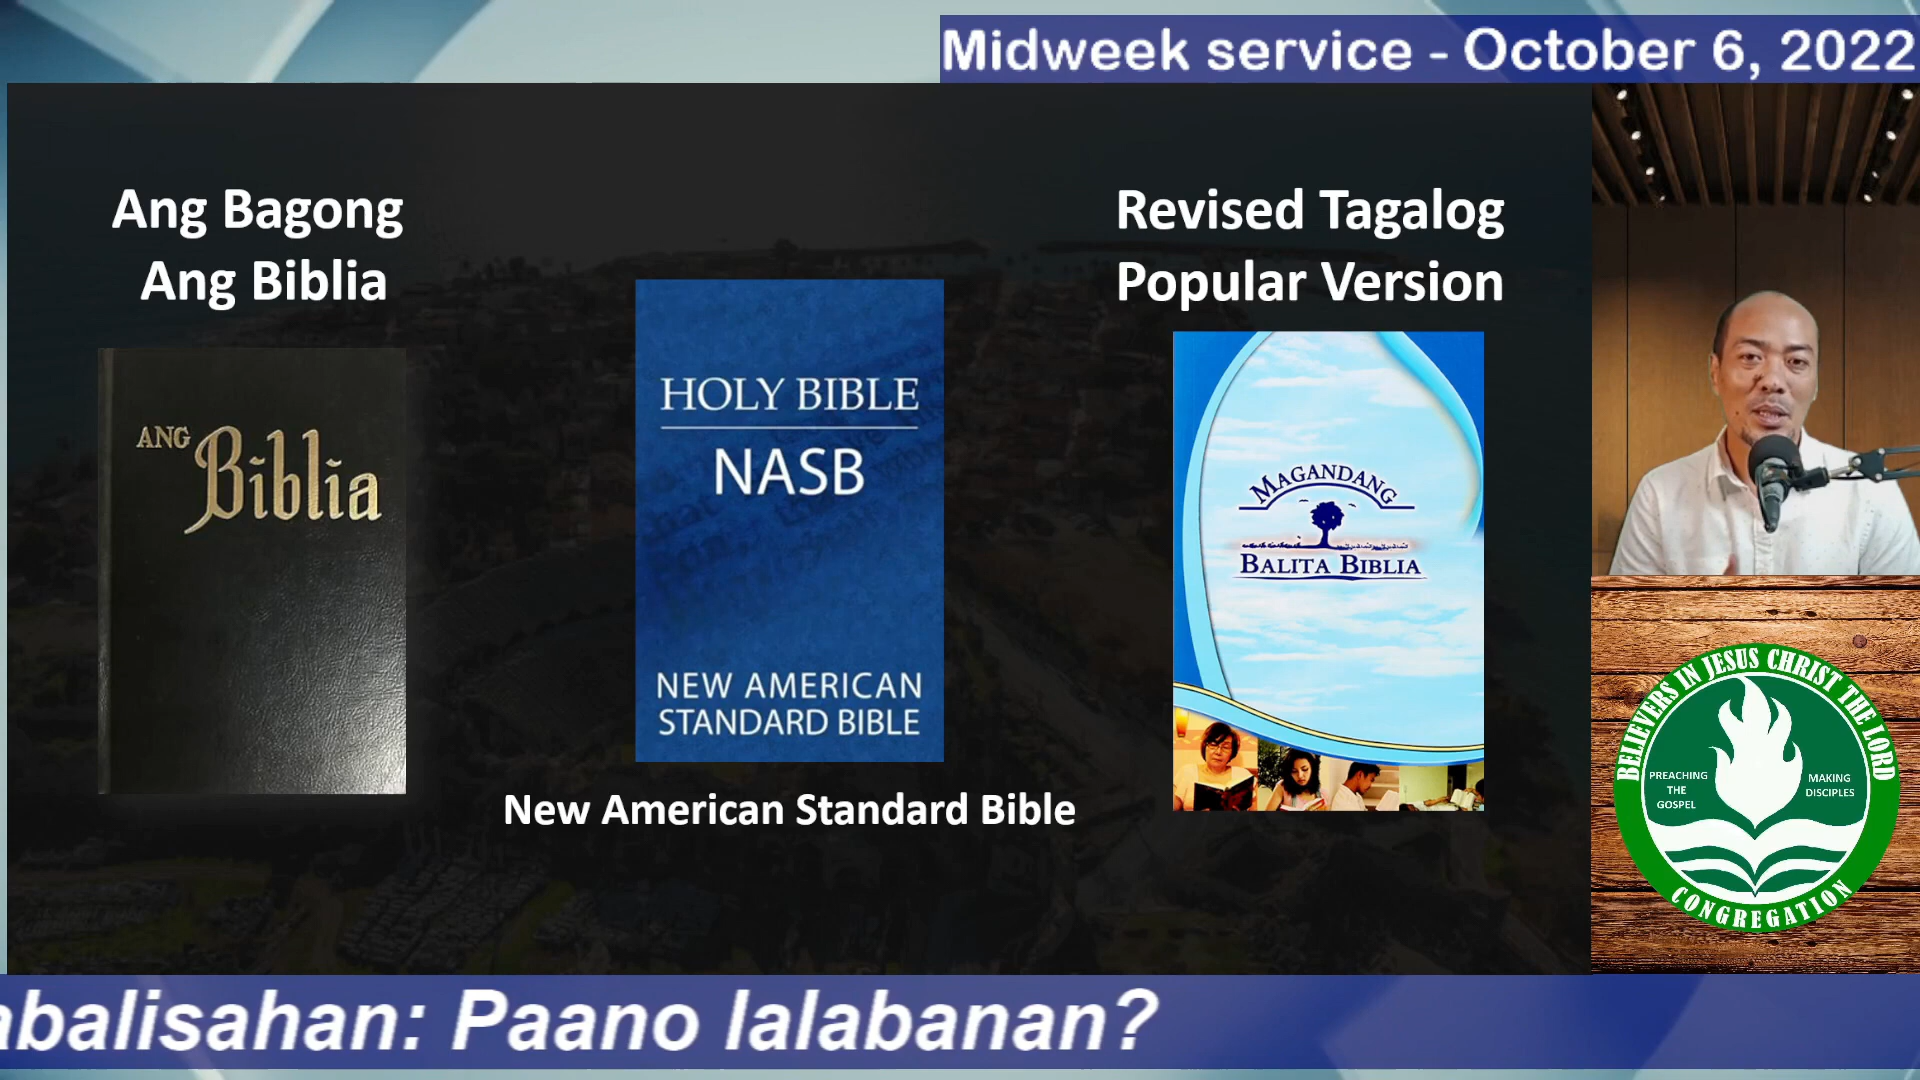 Midweek service - October 6, 2022
Ang Bagong
Ang Biblia
ANG
Biblia
HOLY BIBLE
NASB
NEW AMERICAN
STANDARD BIBLE
New American Standard Bible
Revised Tagalog
Popular Version
MAGANDANG
BALITA BIBLIA
BELIEVERS IN JESUS CHRIST THE LORD
PREACHING
THE
GOSPEL
MAKING
DISCIPLES
CONGREGATION
abalisahan: Paano lalabanan?